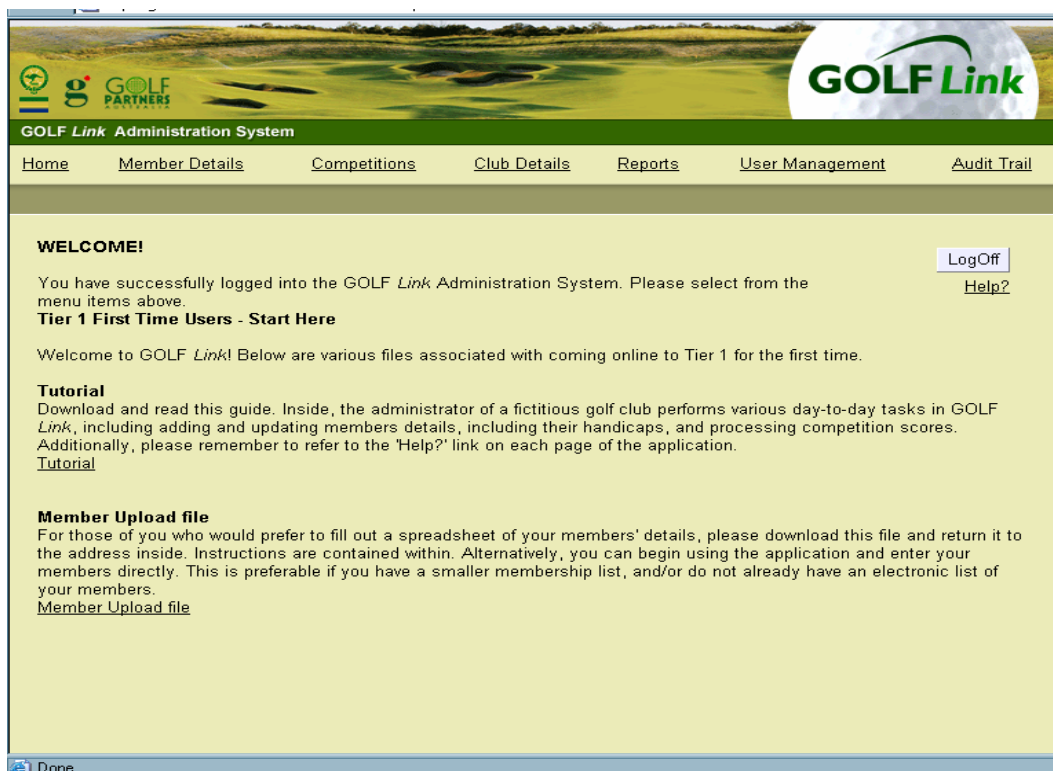 g GOLF
PARTNERS
AUSTRALIA
GOLF Link
GOLF Link Administration System
Home Member Details Competitions Club Details Reports User Management Audit Trail
WELCOME!
LogOff
You have successfully logged into the GOLF Link Administration System. Please select from the
Help?
menu items above.
Tier 1 First Time Users - Start Here
Welcome to GOLF Link! Below are various files associated with coming online to Tier 1 for the first time.
Tutorial
Download and read this guide. Inside, the administrator of a fictitious golf club performs various day-to-day tasks in GOLF
Link, including adding and updating members details, including their handicaps, and processing competition scores.
Additionally, please remember to refer to the 'Help?' link on each page of the application.
Tutorial
Member Upload file
For those of you who would prefer to fill out a spreadsheet of your members' details, please download this file and return it to
the address inside. Instructions are contained within. Alternatively, you can begin using the application and enter your
members directly. This is preferable if you have a smaller membership list, and/or do not already have an electronic list of
your members.
Member Upload file
Done